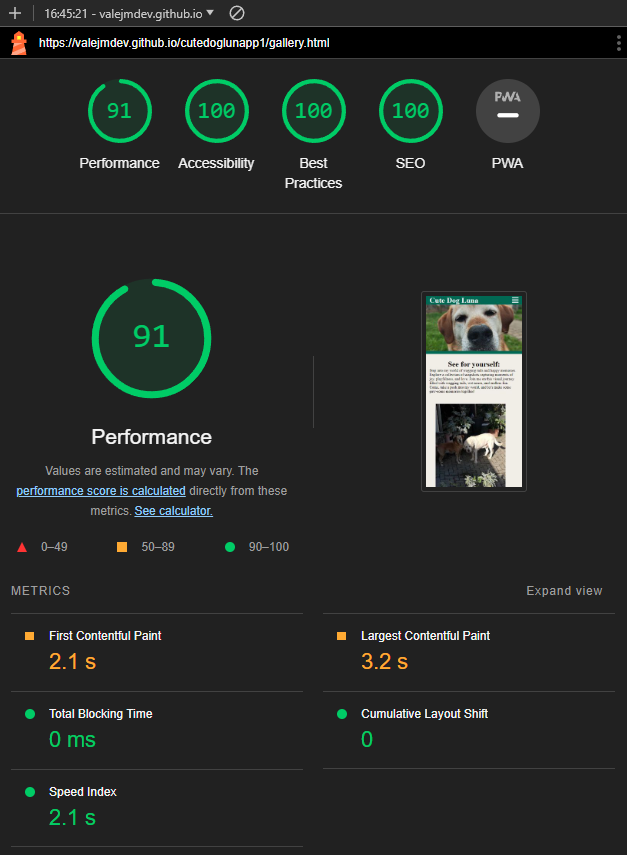 16:45:21 - valejmdev.github.io
https://valejmdev.github.io/cutedoglunapp1/gallery.html
91
100
100
100
PWA
Performance
Accessibility
Best
Practices
SEO
PWA
91
Cute Dog Luna
See for yourself:
Performance
Values are estimated and may vary. The
performance score is calculated directly from these
metrics. See calculator.
0–49
50–89
90–100
METRICS
Expand view
First Contentful Paint
2.1 s
Largest Contentful Paint
3.2 s
Total Blocking Time
0 ms
Cumulative Layout Shift
0
Speed Index
2.1 s